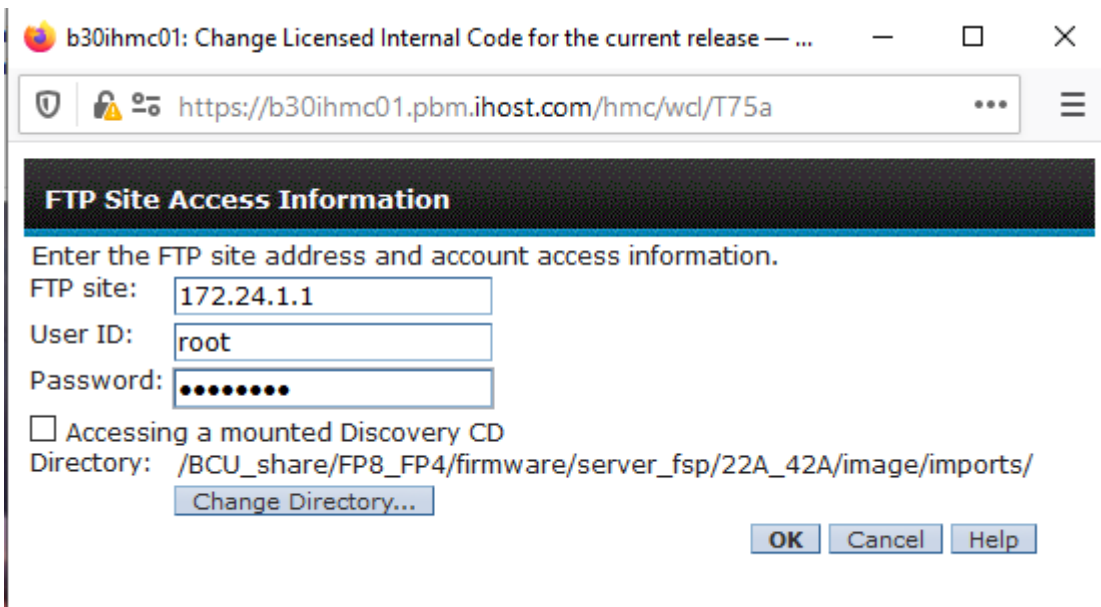 b30ihmc01: Change Licensed Internal Code for the current release — ...
https://b30ihmc01.pbm.ihost.com/hmc/wcl/T75a
FTP Site Access Information
Enter the FTP site address and account access information.
FTP site: 172.24.1.1
User ID: root
Password: ••••••••
Accessing a mounted Discovery CD
Directory: /BCU_share/FP8_FP4/firmware/server_fsp/22A_42A/image/imports/
Change Directory...
OK Cancel Help